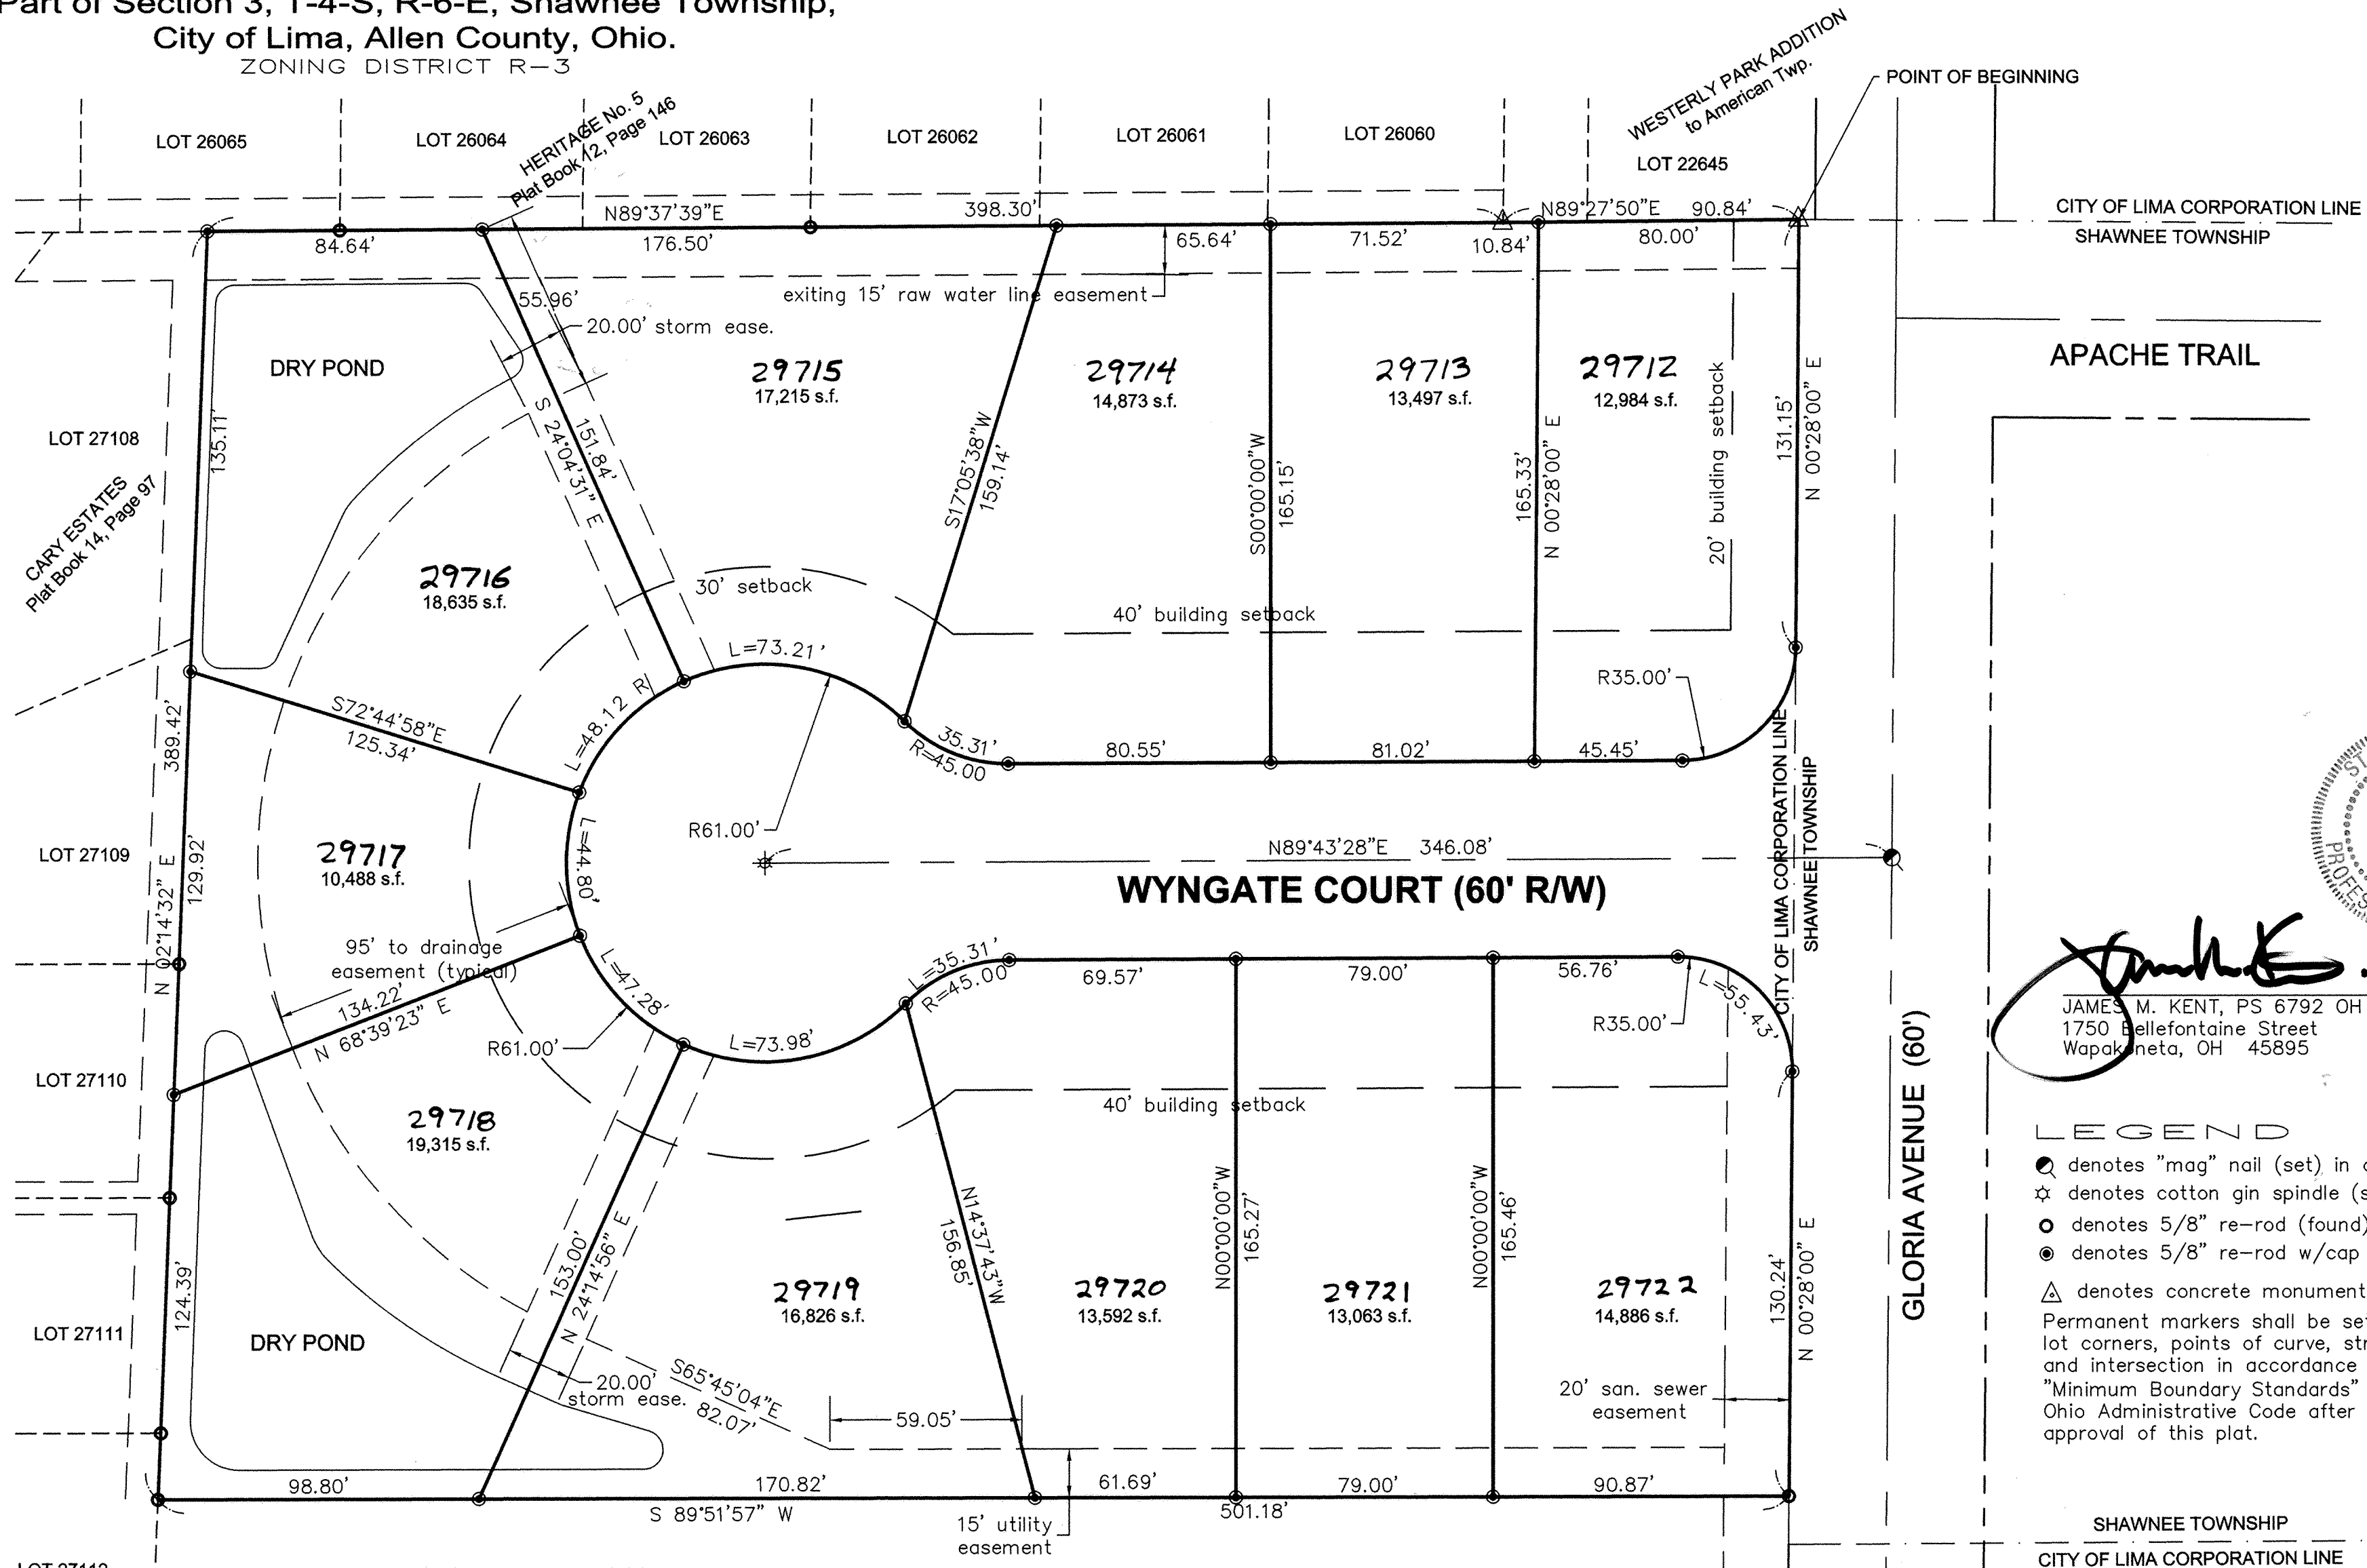 Part of Section 3, T-4-S, R-6-E, Shawnee Township,
City of Lima, Allen County, Ohio.
ZONING DISTRICT R-3
WESTERLY PARK ADDITION
to American Twp.
POINT OF BEGINNING
HERITAGE No. 5
Plat Book 12, Page 146
LOT 26065
LOT 26064
LOT 26063
LOT 26062
LOT 26061
LOT 26060
LOT 22645
CITY OF LIMA CORPORATION LINE
SHAWNEE TOWNSHIP
N89°37'39"E
398.30'
N89°27'50"E
90.84'
84.64'
176.50'
65.64'
71.52'
10.84'
80.00'
exiting 15' raw water line easement
55.96'
20.00' storm ease.
APACHE TRAIL
DRY POND
29715
17,215 s.f.
29714
14,873 s.f.
29713
13,497 s.f.
29712
12,984 s.f.
20' building setback
131.15'
N 00°28'00" E
LOT 27108
135.11'
S 24°04'31" E
151.84'
S17°05'38"W
159.14'
S00°00'00"W
165.15'
165.33'
N 00°28'00" E
CARY ESTATES
Plat Book 14, Page 97
29716
18,635 s.f.
30' setback
40' building setback
L=73.21'
L=48.12
R
R35.00'
S72°44'58"E
125.34'
35.31'
R=45.00
80.55'
81.02'
45.45'
389.42'
R61.00'
CITY OF LIMA CORPORATION LINE
SHAWNEE TOWNSHIP
LOT 27109
129.92'
N 02°14'32" E
29717
10,488 s.f.
L=44.80'
N89°43'28"E 346.08'
WYNGATE COURT (60' R/W)
95' to drainage
easement (typical)
134.22'
N 68°39'23" E
L=47.28'
R61.00'
L=73.98'
L=35.31'
R=45.00
69.57'
79.00'
56.76'
R35.00'
L=55.43'
ST
PROFES
JAMES M. KENT, PS 6792 OH
1750 Bellefontaine Street
Wapakoneta, OH 45895
LOT 27110
29718
19,315 s.f.
40' building setback
GLORIA AVENUE (60')
LEGEND
denotes "mag" nail (set) in
denotes cotton gin spindle (s
denotes 5/8" re-rod (found)
denotes 5/8" re-rod w/cap
denotes concrete monument
Permanent markers shall be set
lot corners, points of curve, str
and intersection in accordance
"Minimum Boundary Standards"
Ohio Administrative Code after
approval of this plat.
LOT 27111
124.39'
DRY POND
153.00'
N 24°14'56" E
N14°37'43"W
156.85'
N00°00'00"W
165.27'
N00°00'00"W
165.46'
130.24'
N 00°28'00" E
29719
16,826 s.f.
29720
13,592 s.f.
29721
13,063 s.f.
29722
14,886 s.f.
20.00'
storm ease.
S65°45'04"E
82.07'
59.05'
20' san. sewer
easement
98.80'
170.82'
61.69'
79.00'
90.87'
S 89°51'57" W
501.18'
15' utility
easement
SHAWNEE TOWNSHIP
CITY OF LIMA CORPORATION LINE